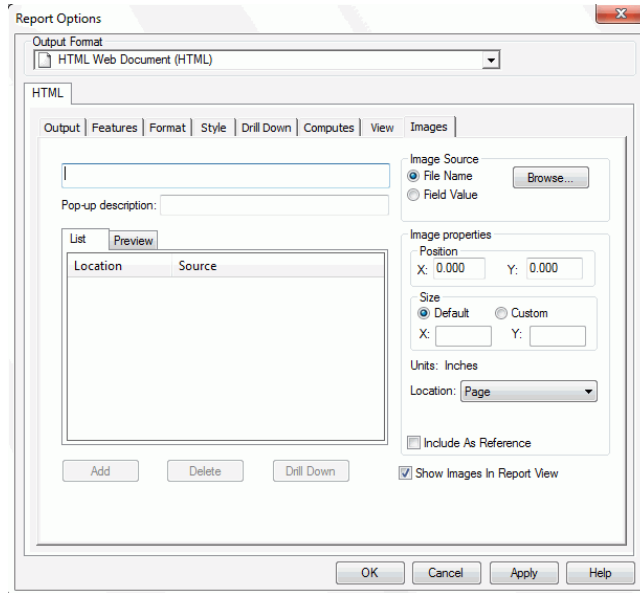 Report Options
Output Format
HTML Web Document (HTML)
HTML
Output Features Format Style Drill Down Computes View Images
Image Source
File Name
Browse...
Field Value
Pop-up description:
List Preview
Location Source
Image properties
Position
X: 0.000 Y: 0.000
Size
Default Custom
X: Y:
Units: Inches
Location: Page
Include As Reference
Add Delete Drill Down
Show Images In Report View
OK Cancel Apply Help